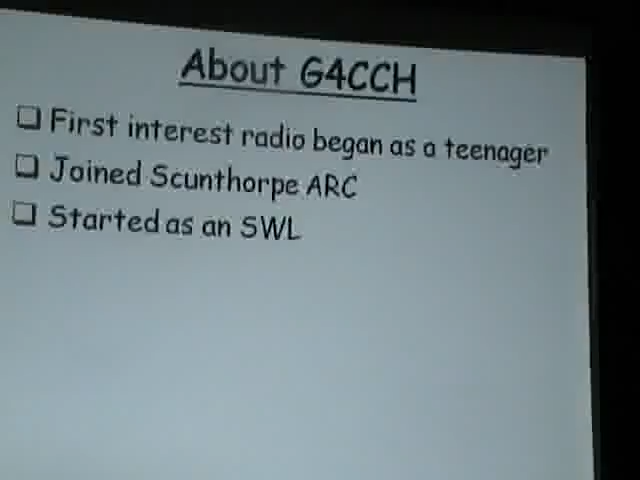 About G4CCH
❑ First interest radio began as a teenager
❑ Joined Scunthorpe ARC
❑ Started as an SWL